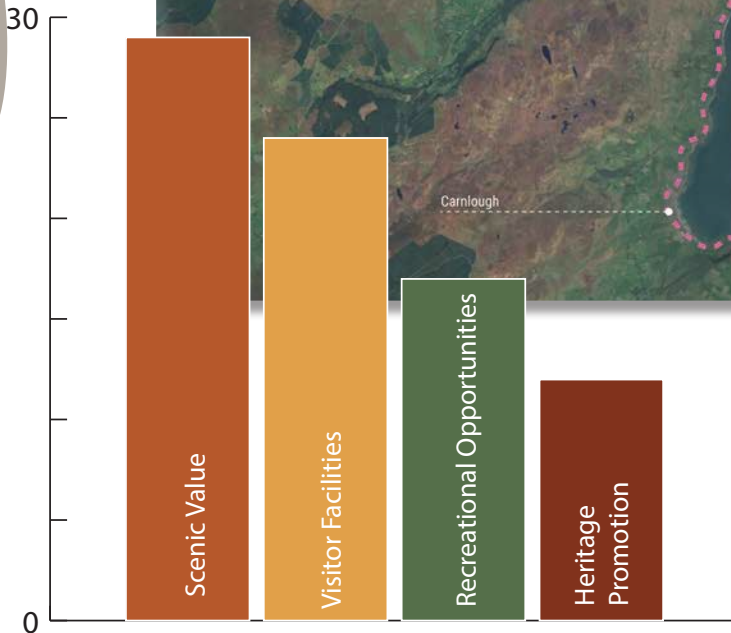 30
Carnlough
Scenic Value
Visitor Facilities
Recreational Opportunities
Heritage
Promotion
0